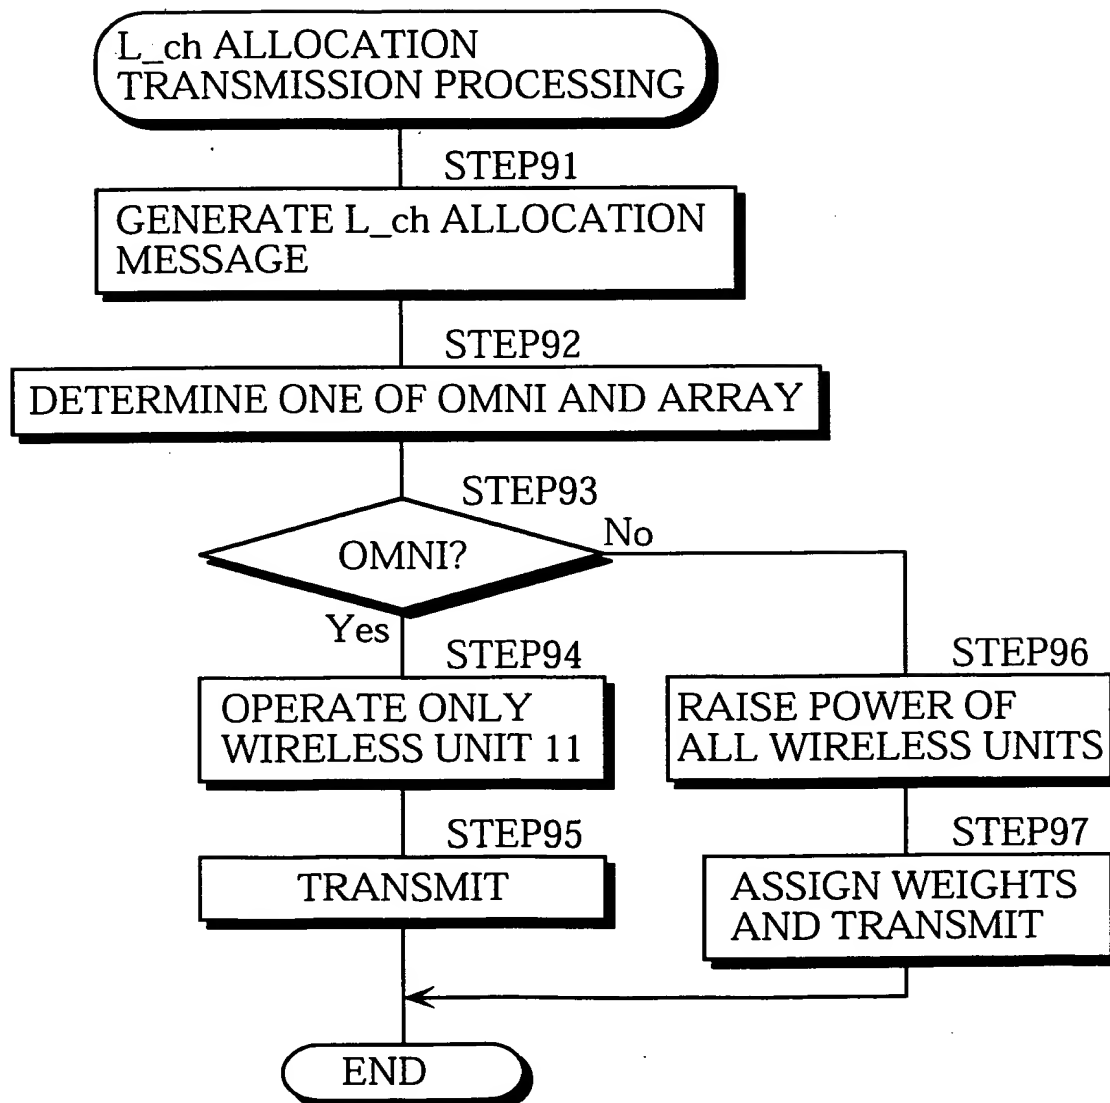 L_ch ALLOCATION
TRANSMISSION PROCESSING
STEP91
GENERATE L_ch ALLOCATION
MESSAGE
STEP92
DETERMINE ONE OF OMNI AND ARRAY
STEP93
OMNI?
No
Yes
STEP94
OPERATE ONLY
WIRELESS UNIT 11
STEP95
TRANSMIT
STEP96
RAISE POWER OF
ALL WIRELESS UNITS
STEP97
ASSIGN WEIGHTS
AND TRANSMIT
END